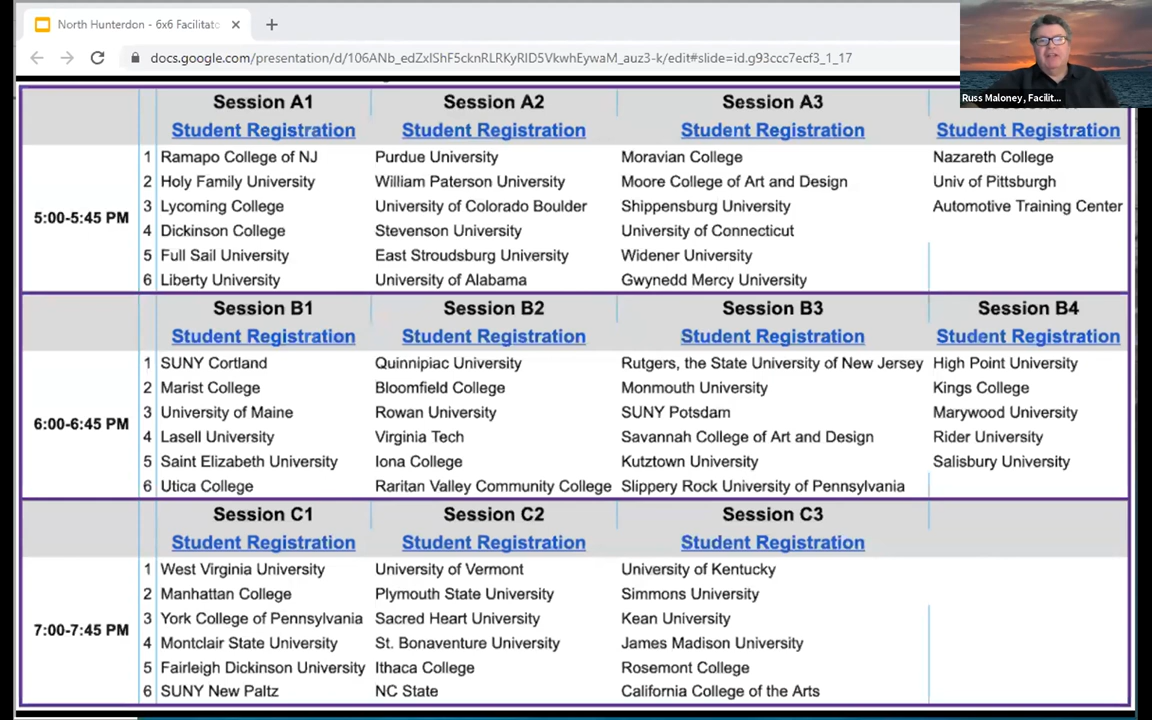 North Hunterdon - 6x6 Facilitato
docs.google.com/presentation/d/106ANb_edZxlShF5cknRLRKyRlD5VkwhEywaM_auz3-k/edit#slide=id.g93ccc7ecf3_1_17
Russ Maloney, Facilit...
Session A1 Session A2 Session A3
Student Registration Student Registration Student Registration Student Registration
5:00-5:45 PM
1 Ramapo College of NJ Purdue University Moravian College Nazareth College
2 Holy Family University William Paterson University Moore College of Art and Design Univ of Pittsburgh
3 Lycoming College University of Colorado Boulder Shippensburg University Automotive Training Center
4 Dickinson College Stevenson University University of Connecticut
5 Full Sail University East Stroudsburg University Widener University
6 Liberty University University of Alabama Gwynedd Mercy University
Session B1 Session B2 Session B3 Session B4
Student Registration Student Registration Student Registration Student Registration
6:00-6:45 PM
1 SUNY Cortland Quinnipiac University Rutgers, the State University of New Jersey High Point University
2 Marist College Bloomfield College Monmouth University Kings College
3 University of Maine Rowan University SUNY Potsdam Marywood University
4 Lasell University Virginia Tech Savannah College of Art and Design Rider University
5 Saint Elizabeth University Iona College Kutztown University Salisbury University
6 Utica College Raritan Valley Community College Slippery Rock University of Pennsylvania
Session C1 Session C2 Session C3
Student Registration Student Registration Student Registration
7:00-7:45 PM
1 West Virginia University University of Vermont University of Kentucky
2 Manhattan College Plymouth State University Simmons University
3 York College of Pennsylvania Sacred Heart University Kean University
4 Montclair State University St. Bonaventure University James Madison University
5 Fairleigh Dickinson University Ithaca College Rosemont College
6 SUNY New Paltz NC State California College of the Arts